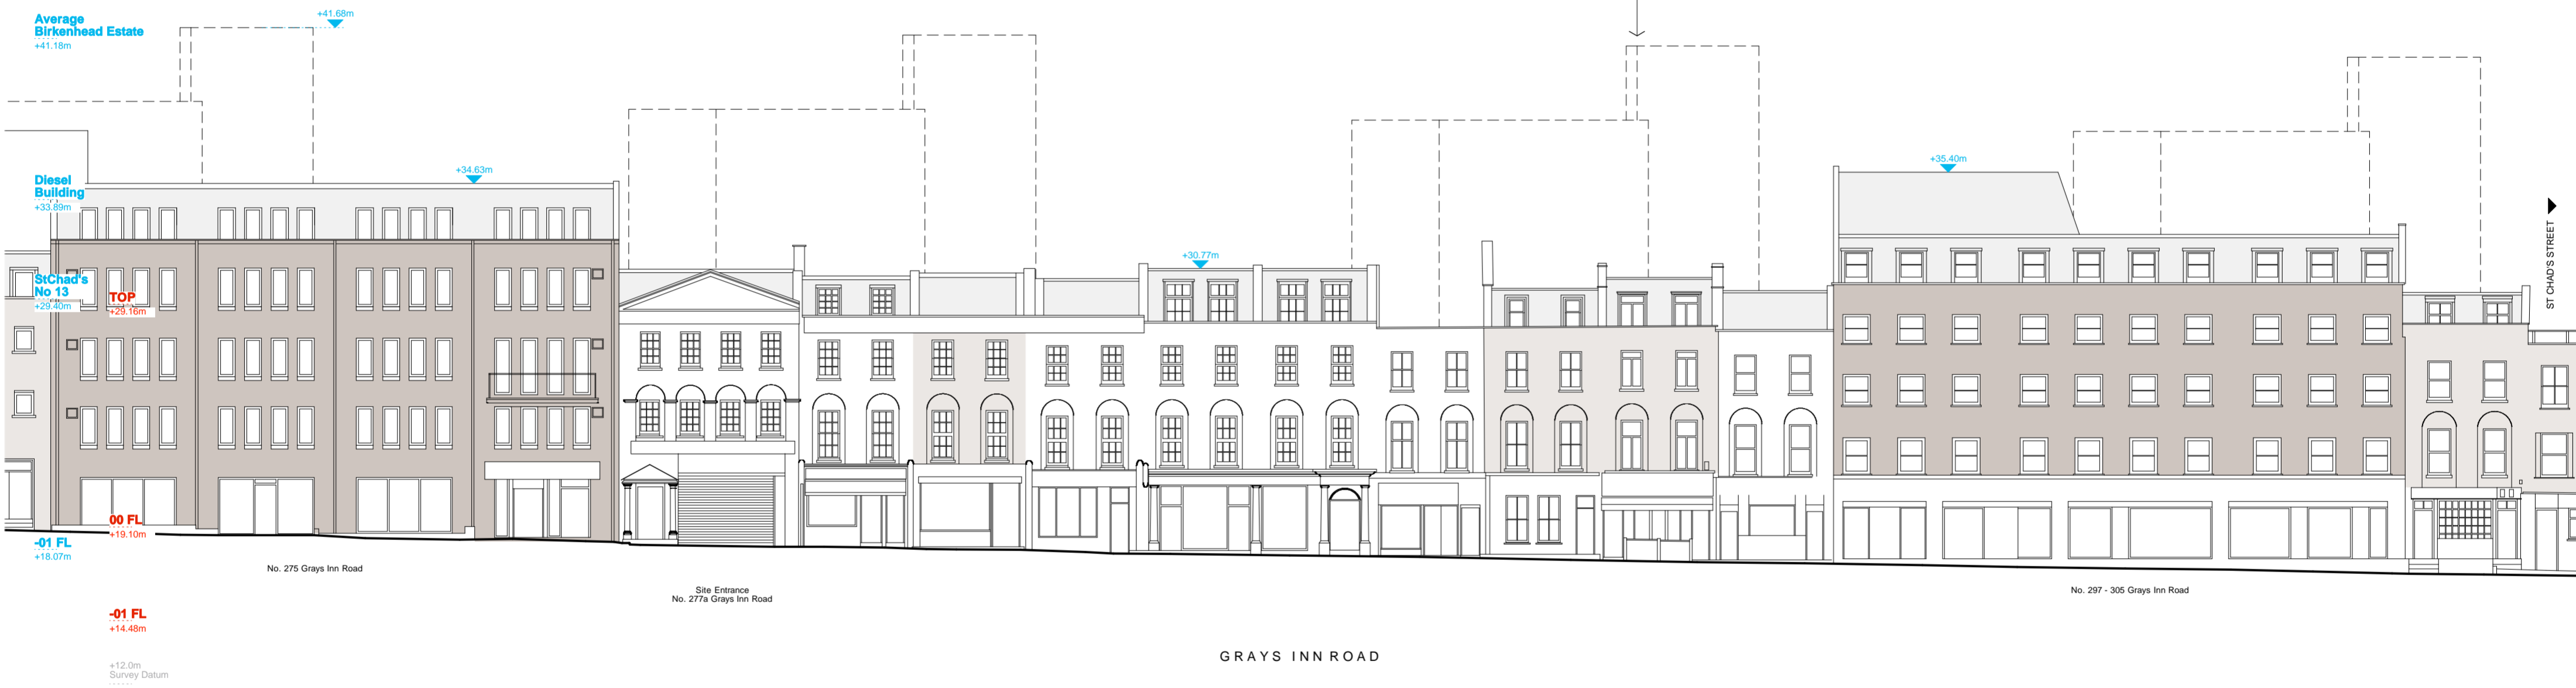 Average
Birkenhead Estate
+41.18m
+41.68m
Diesel
Building
+33.89m
+34.63m
+30.77m
+35.40m
StChad's
No 13
+29.40m
TOP
+29.16m
00 FL
+19.10m
-01 FL
+18.07m
-01 FL
+14.48m
+12.0m
Survey Datum
No. 275 Grays Inn Road
Site Entrance
No. 277a Grays Inn Road
No. 297 - 305 Grays Inn Road
GRAYS INN ROAD
ST CHAD'S STREET